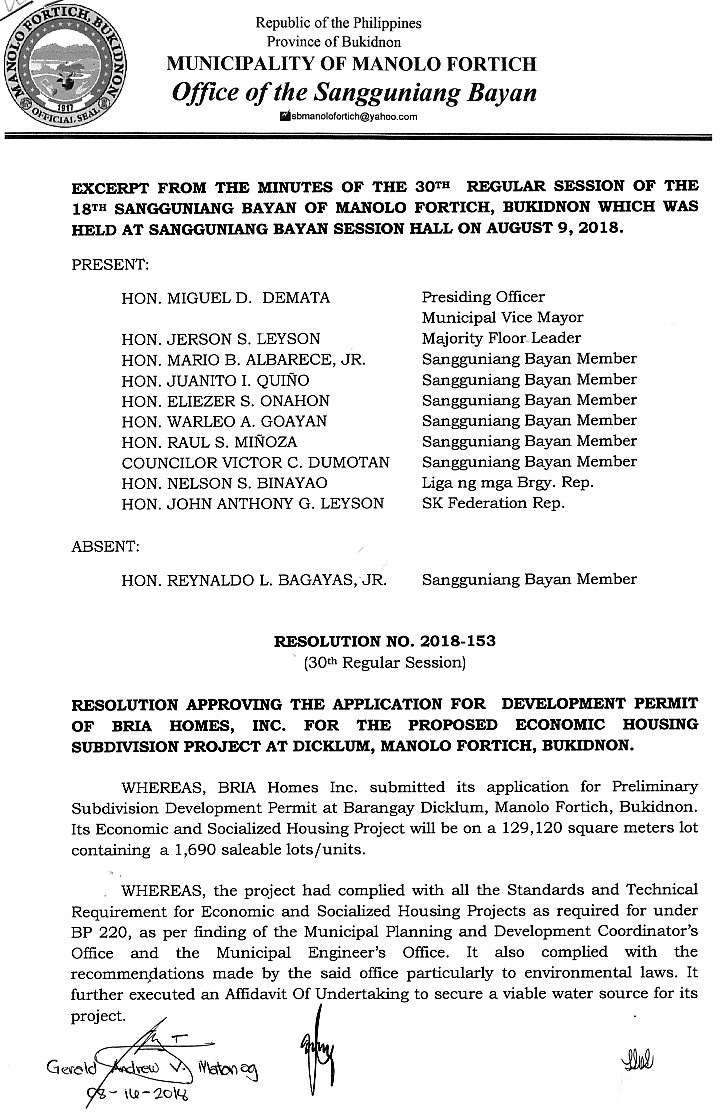 Republic of the Philippines
Province of Bukidnon
MUNICIPALITY OF MANOLO FORTICH
Office of the Sangguniang Bayan
sbmanolofortich@yahoo.com
MANOLO FORTICH, BUKIDNON
1917
OFFICIAL SEAL
EXCERPT FROM THE MINUTES OF THE 30TH REGULAR SESSION OF THE
18TH SANGGUNIANG BAYAN OF MANOLO FORTICH, BUKIDNON WHICH WAS
HELD AT SANGGUNIANG BAYAN SESSION HALL ON AUGUST 9, 2018.
PRESENT:
HON. MIGUEL D. DEMATA Presiding Officer
Municipal Vice Mayor
HON. JERSON S. LEYSON Majority Floor Leader
HON. MARIO B. ALBARECE, JR. Sangguniang Bayan Member
HON. JUANITO I. QUIÑO Sangguniang Bayan Member
HON. ELIEZER S. ONAHON Sangguniang Bayan Member
HON. WARLEO A. GOAYAN Sangguniang Bayan Member
HON. RAUL S. MIÑOZA Sangguniang Bayan Member
COUNCILOR VICTOR C. DUMOTAN Sangguniang Bayan Member
HON. NELSON S. BINAYAO Liga ng mga Brgy. Rep.
HON. JOHN ANTHONY G. LEYSON SK Federation Rep.
ABSENT:
HON. REYNALDO L. BAGAYAS, JR. Sangguniang Bayan Member
RESOLUTION NO. 2018-153
(30th Regular Session)
RESOLUTION APPROVING THE APPLICATION FOR DEVELOPMENT PERMIT
OF BRIA HOMES, INC. FOR THE PROPOSED ECONOMIC HOUSING
SUBDIVISION PROJECT AT DICKLUM, MANOLO FORTICH, BUKIDNON.
WHEREAS, BRIA Homes Inc. submitted its application for Preliminary
Subdivision Development Permit at Barangay Dicklum, Manolo Fortich, Bukidnon.
Its Economic and Socialized Housing Project will be on a 129,120 square meters lot
containing a 1,690 saleable lots/units.
WHEREAS, the project had complied with all the Standards and Technical
Requirement for Economic and Socialized Housing Projects as required for under
BP 220, as per finding of the Municipal Planning and Development Coordinator's
Office and the Municipal Engineer's Office. It also complied with the
recommendations made by the said office particularly to environmental laws. It
further executed an Affidavit Of Undertaking to secure a viable water source for its
project.
Gerald Andrew V.
08-16-2018